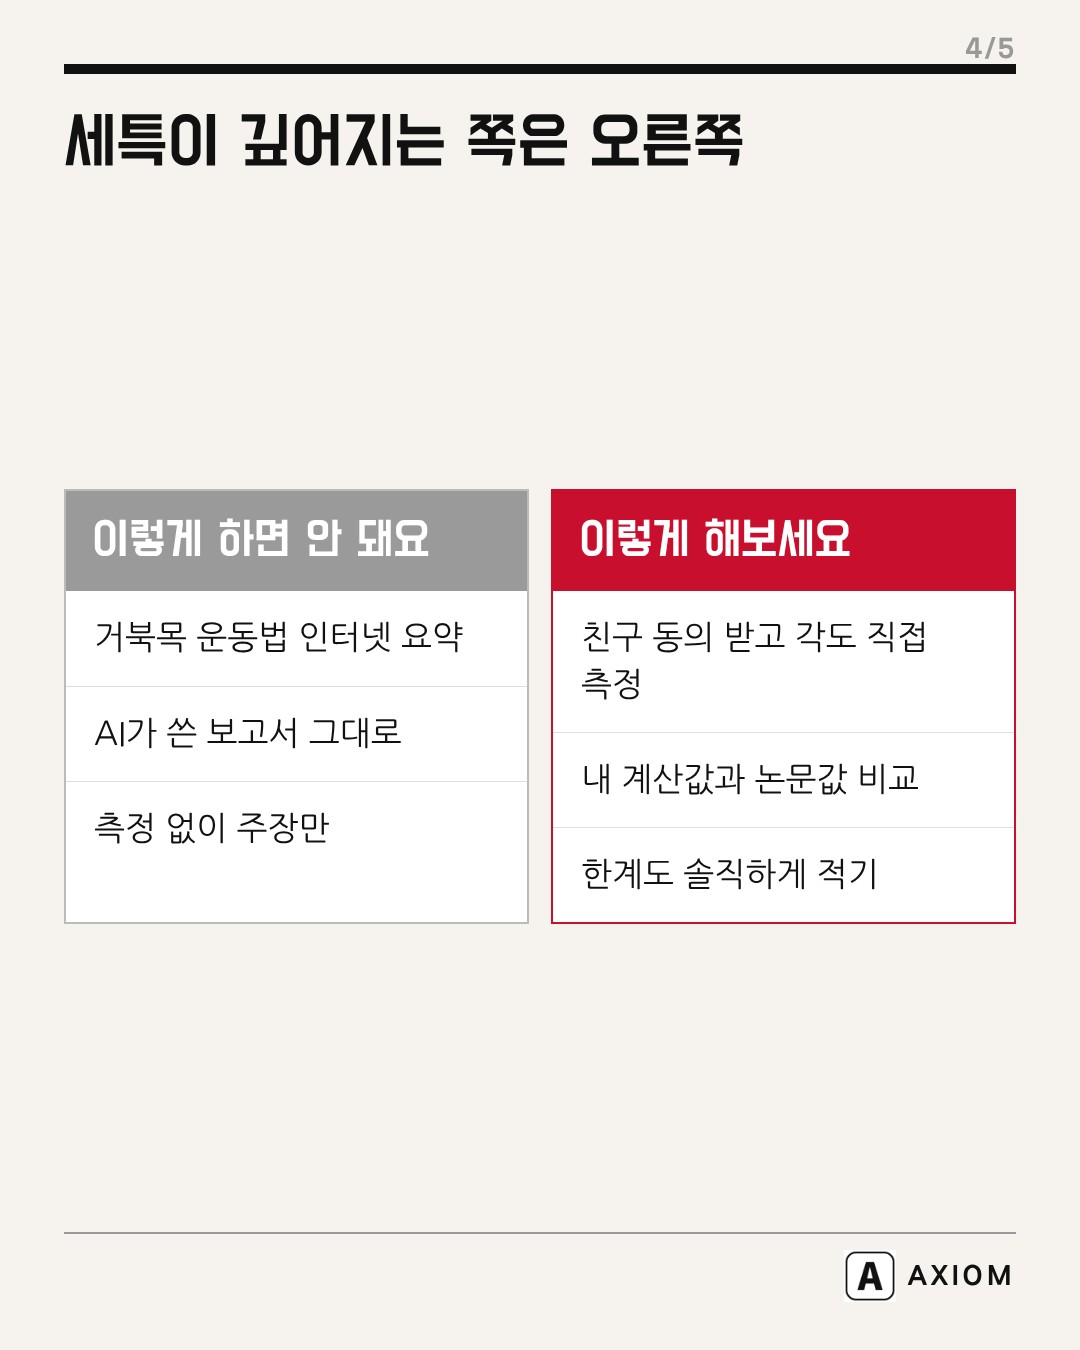 4/5
세특이 깊어지는 쪽은 오른쪽
이렇게 하면 안 돼요
거북목 운동법 인터넷 요약
AI가 쓴 보고서 그대로
측정 없이 주장만
이렇게 해보세요
친구 동의 받고 각도 직접
측정
내 계산값과 논문값 비교
한계도 솔직하게 적기
A AXIOM